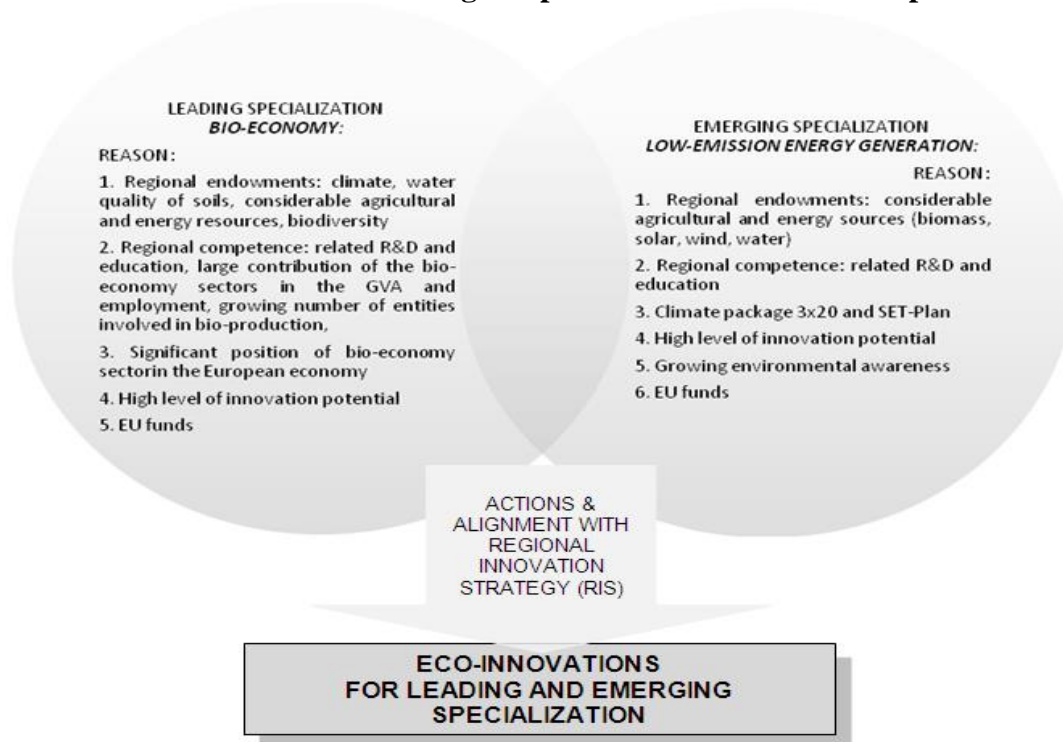 LEADING SPECIALIZATION
BIO-ECONOMY:
REASON:
1. Regional endowments: climate, water
quality of soils, considerable agricultural
and energy resources, biodiversity
2. Regional competence: related R&D and
education, large contribution of the bio-
economy sectors in the GVA and
employment, growing number of entities
involved in bio-production,
3. Significant position of bio-economy
sectorin the European economy
4. High level of innovation potential
5. EU funds
EMERGING SPECIALIZATION
LOW-EMISSION ENERGY GENERATION:
REASON:
1. Regional endowments: considerable
agricultural and energy sources (biomass,
solar, wind, water)
2. Regional competence: related R&D and
education
3. Climate package 3x20 and SET-Plan
4. High level of innovation potential
5. Growing environmental awareness
6. EU funds
ACTIONS &
ALIGNMENT WITH
REGIONAL
INNOVATION
STRATEGY (RIS)
ECO-INNOVATIONS
FOR LEADING AND EMERGING
SPECIALIZATION